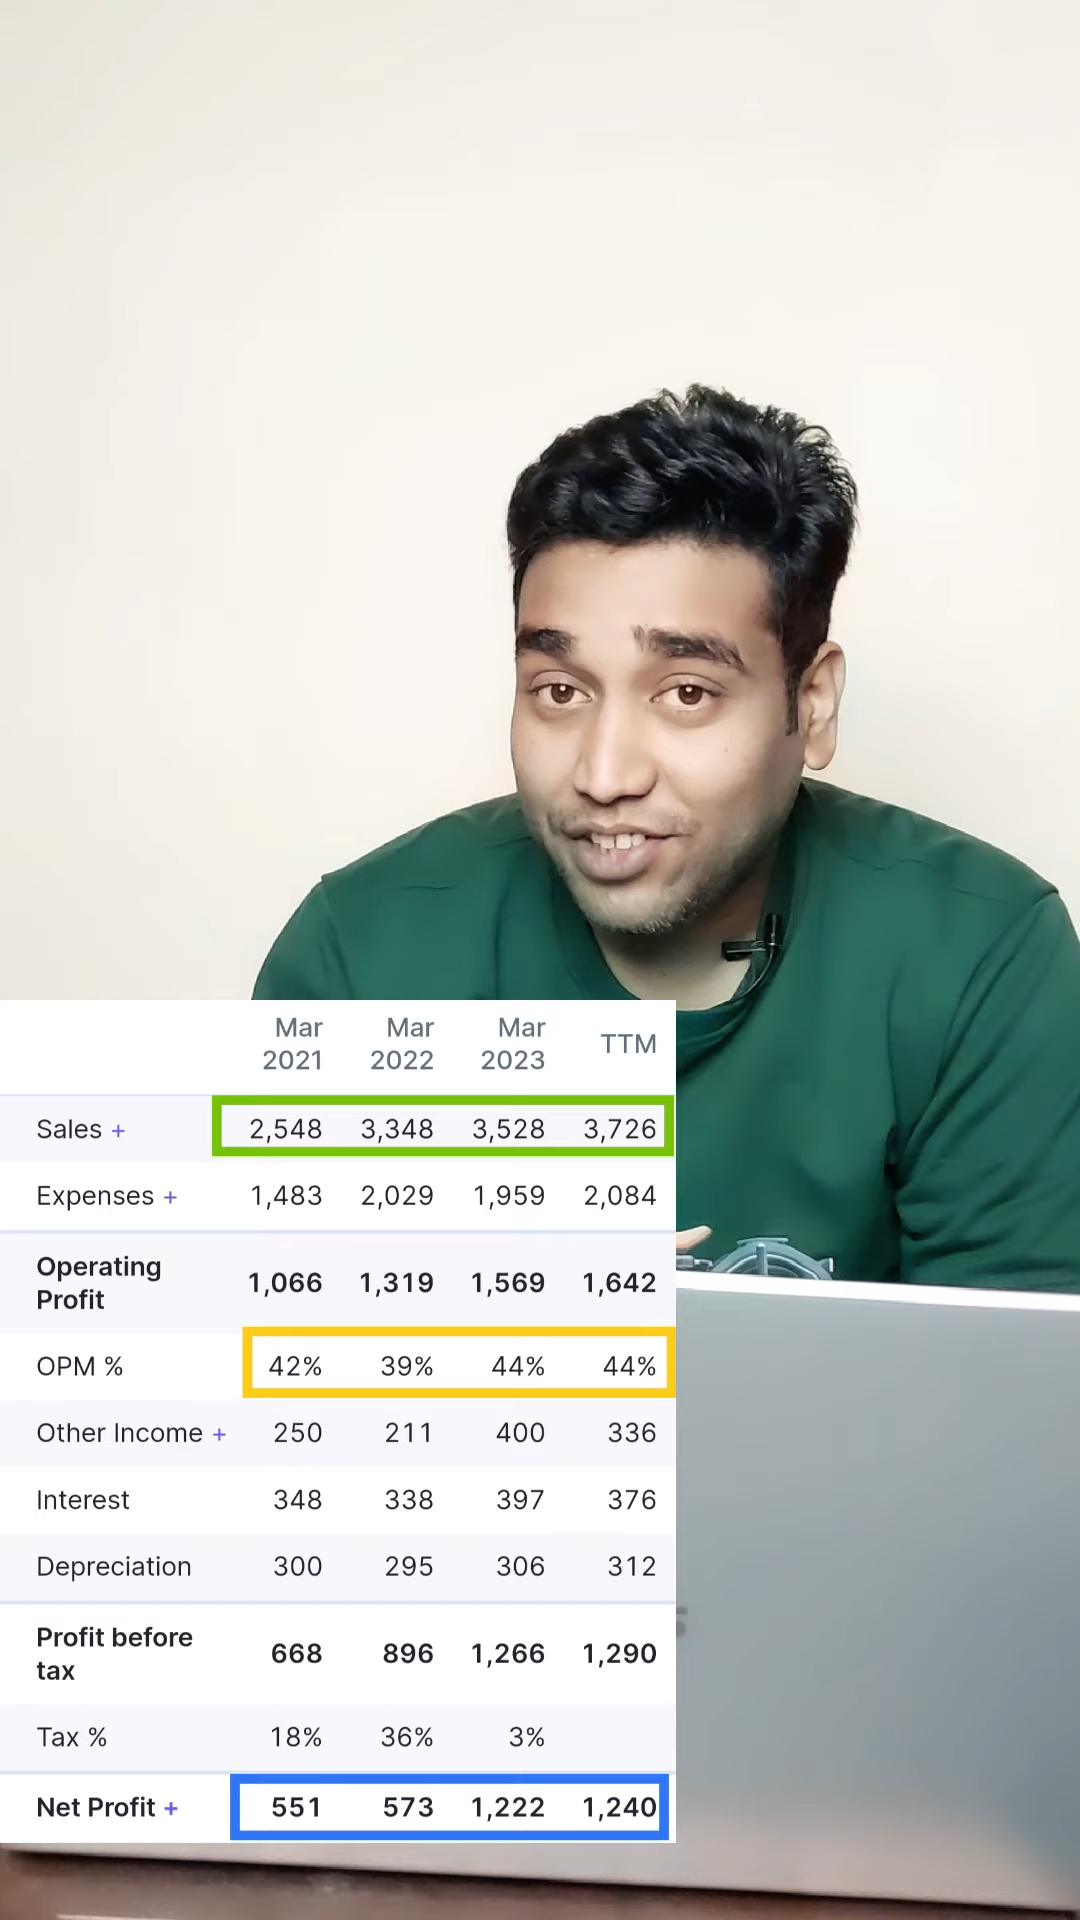 Mar Mar Mar TTM
2021 2022 2023
Sales + 2,548 3,348 3,528 3,726
Expenses + 1,483 2,029 1,959 2,084
Operating
Profit 1,066 1,319 1,569 1,642
OPM % 42% 39% 44% 44%
Other Income + 250 211 400 336
Interest 348 338 397 376
Depreciation 300 295 306 312
Profit before
tax 668 896 1,266 1,290
Tax % 18% 36% 3%
Net Profit + 551 573 1,222 1,240